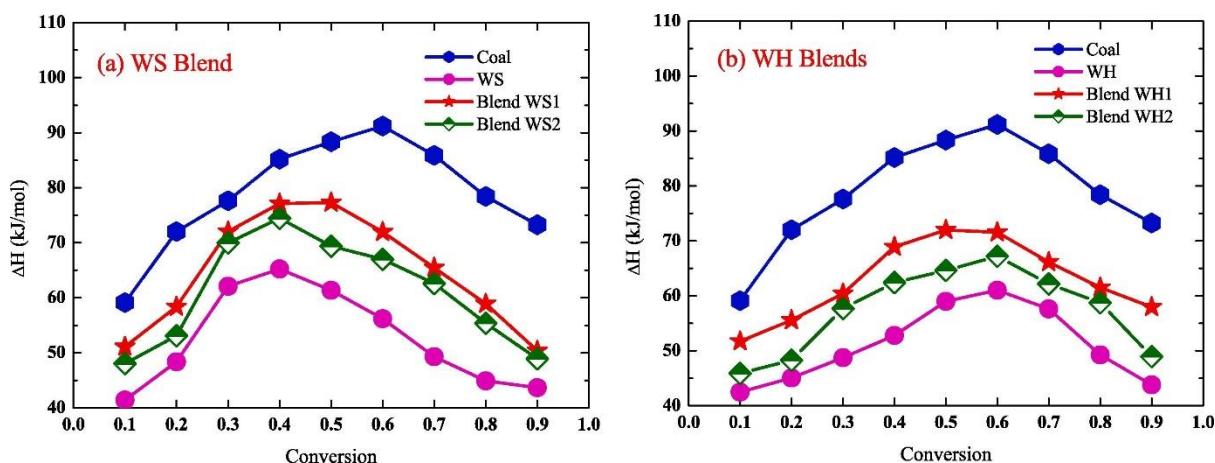 (a) WS Blend
Coal
WS
Blend WS1
Blend WS2
110
100
90
80
70
60
50
40
ΔH (kJ/mol)
0.0 0.1 0.2 0.3 0.4 0.5 0.6 0.7 0.8 0.9 1.0
Conversion
(b) WH Blends
Coal
WH
Blend WH1
Blend WH2
110
100
90
80
70
60
50
40
ΔH (kJ/mol)
0.0 0.1 0.2 0.3 0.4 0.5 0.6 0.7 0.8 0.9 1.0
Conversion